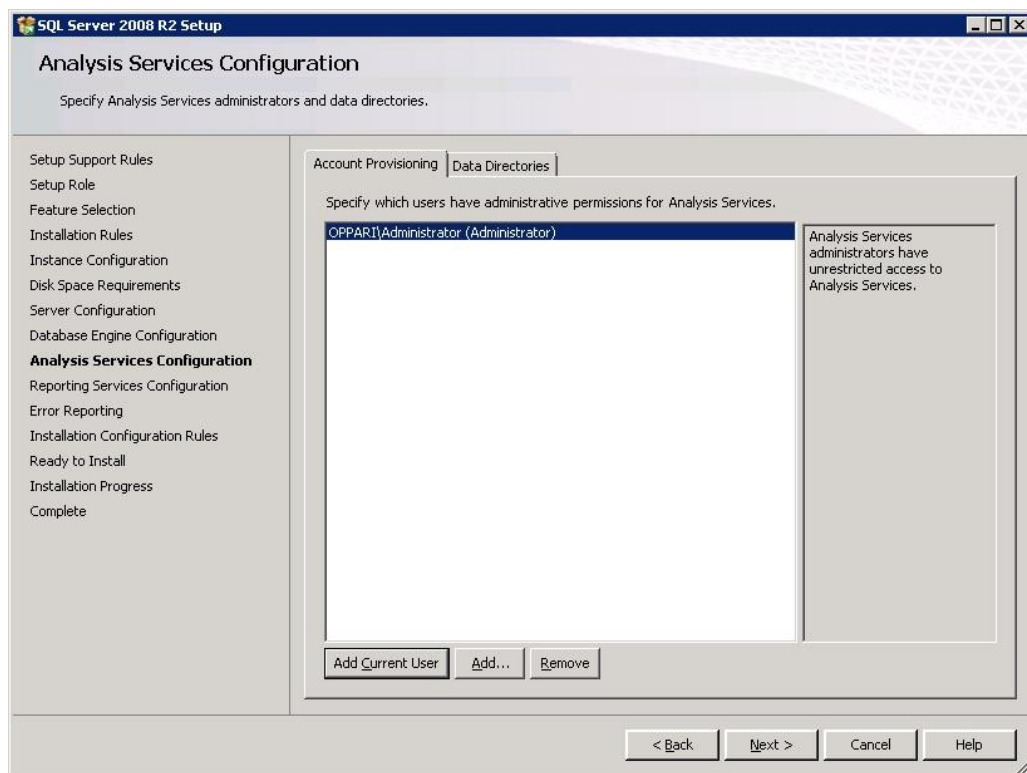 SQL Server 2008 R2 Setup
Analysis Services Configuration
Specify Analysis Services administrators and data directories.
Setup Support Rules
Setup Role
Feature Selection
Installation Rules
Instance Configuration
Disk Space Requirements
Server Configuration
Database Engine Configuration
Analysis Services Configuration
Reporting Services Configuration
Error Reporting
Installation Configuration Rules
Ready to Install
Installation Progress
Complete
Account Provisioning Data Directories
Specify which users have administrative permissions for Analysis Services.
OPPARI\Administrator (Administrator)
Analysis Services
administrators have
unrestricted access to
Analysis Services.
Add Current User Add... Remove
< Back Next > Cancel Help